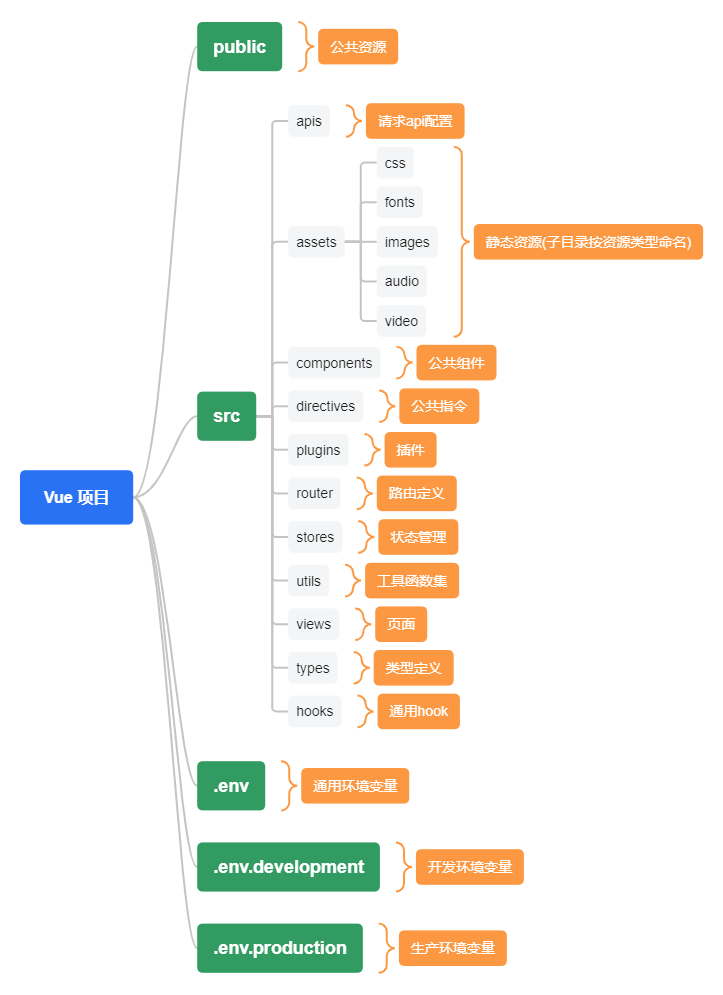 public
公共资源
apis
请求api配置
css
fonts
assets
images
静态资源(子目录按资源类型命名)
audio
video
components
公共组件
directives
公共指令
src
plugins
插件
Vue 项目
router
路由定义
stores
状态管理
utils
工具函数集
views
页面
types
类型定义
hooks
通用hook
.env
通用环境变量
.env.development
开发环境变量
.env.production
生产环境变量